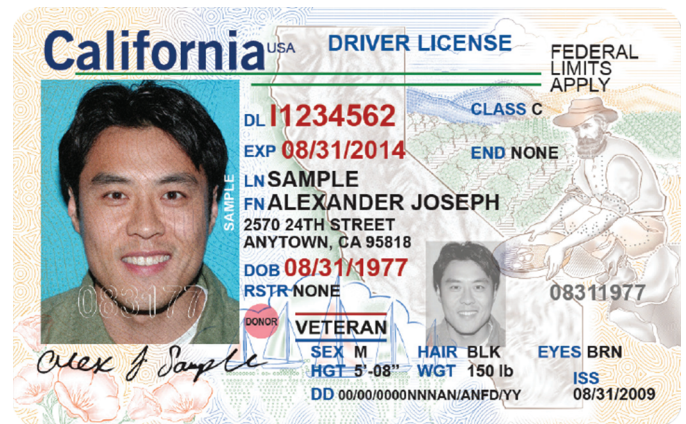 California USA DRIVER LICENSE
FEDERAL
LIMITS
APPLY
DL I1234562
CLASS C
EXP 08/31/2014
END NONE
LN SAMPLE
FN ALEXANDER JOSEPH
2570 24TH STREET
ANYTOWN, CA 95818
DOB 08/31/1977
RSTR NONE
08311977
SAMPLE
083177
DONOR
VETERAN
SEX M HAIR BLK EYES BRN
HGT 5'-08" WGT 150 lb
ISS
DD 00/00/0000NNNAN/ANFD/YY 08/31/2009
Alex J Sample